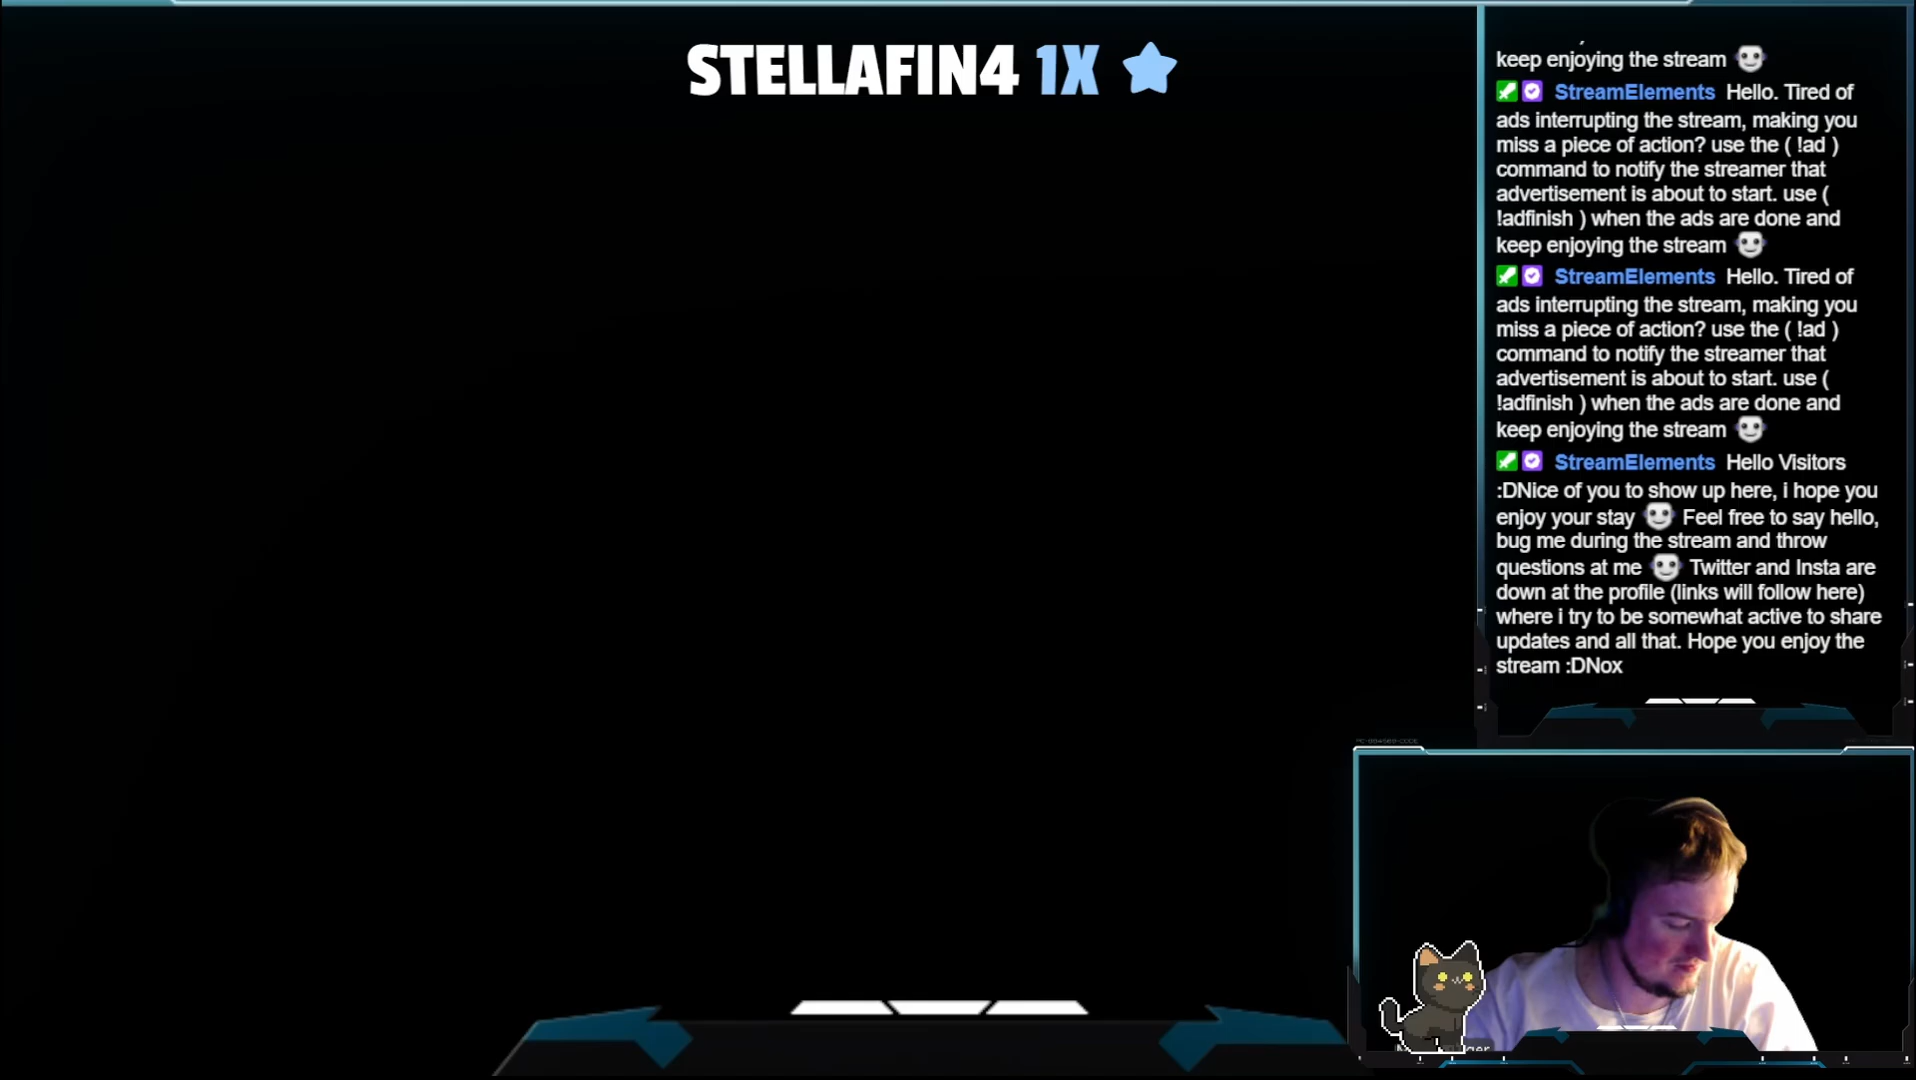 STELLAFIN4 1X
keep enjoying the stream
StreamElements Hello. Tired of
ads interrupting the stream, making you
miss a piece of action? use the ( !ad )
command to notify the streamer that
advertisement is about to start. use (
!adfinish ) when the ads are done and
keep enjoying the stream
StreamElements Hello. Tired of
ads interrupting the stream, making you
miss a piece of action? use the ( !ad )
command to notify the streamer that
advertisement is about to start. use (
!adfinish ) when the ads are done and
keep enjoying the stream
StreamElements Hello Visitors
:DNice of you to show up here, i hope you
enjoy your stay Feel free to say hello,
bug me during the stream and throw
questions at me Twitter and Insta are
down at the profile (links will follow here)
where i try to be somewhat active to share
updates and all that. Hope you enjoy the
stream :DNox